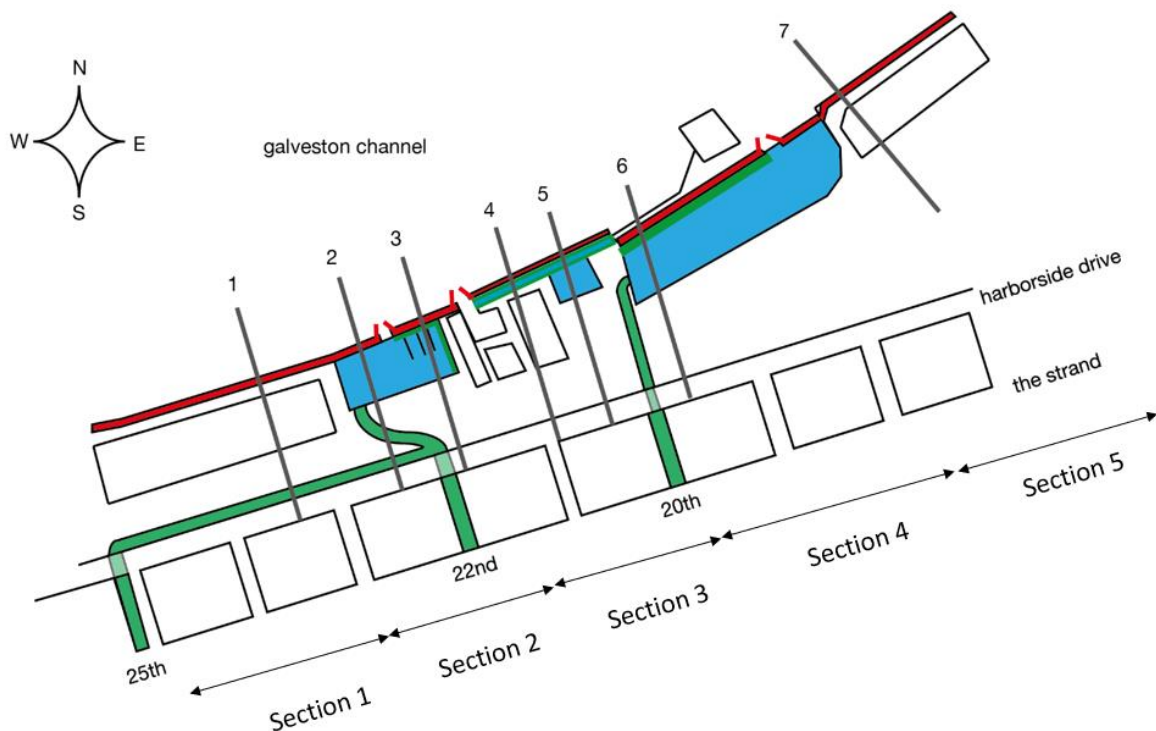 N
W E
S
galveston channel
1
2
3
4
5
6
7
harborside drive
the strand
20th
22nd
25th
Section 1
Section 2
Section 3
Section 4
Section 5